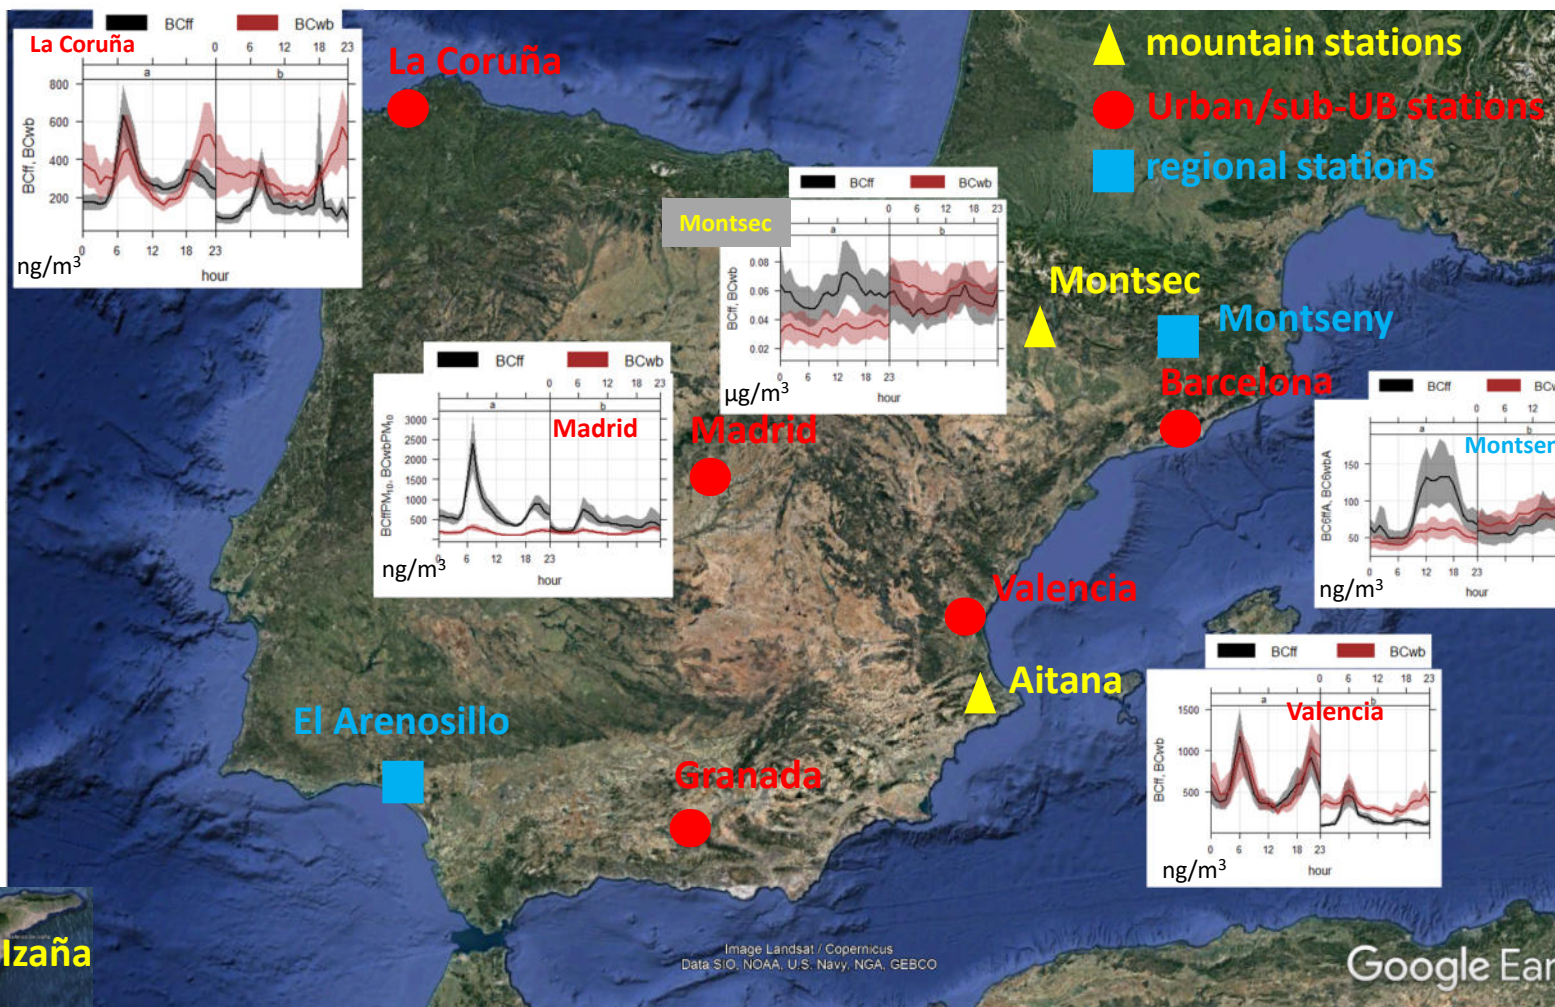 BCff BCwb
La Coruña
0 6 12 18 23
a b
800
600
400
200
BCff, BCwb
0 6 12 18 23
hour
ng/m³
La Coruña
mountain stations
Urban/sub-UB stations
regional stations
BCff BCwb
Montsec
0 6 12 18 23
a b
0.08
0.06
0.04
0.02
BCff, BCwb
0 6 12 18 23
hour
µg/m³
Montsec
Montseny
Barcelona
BCff BCwb
0 6 12 18 23
a b
Madrid
3000
2500
2000
1500
1000
500
BCffPM₁₀, BCwbPM₁₀
0 6 12 18 23
hour
ng/m³
Madrid
BCff BCw
0 6 12
a b
Montsen
150
100
50
BC6ffA, BC6wbA
0 6 12 18 23
hour
ng/m³
Valencia
Aitana
BCff BCwb
0 6 12 18 23
a b
Valencia
1500
1000
500
BCff, BCwb
0 6 12 18 23
hour
ng/m³
El Arenosillo
Granada
Izaña
Image Landsat / Copernicus
Data SIO, NOAA, U.S. Navy, NGA, GEBCO
Google Ear